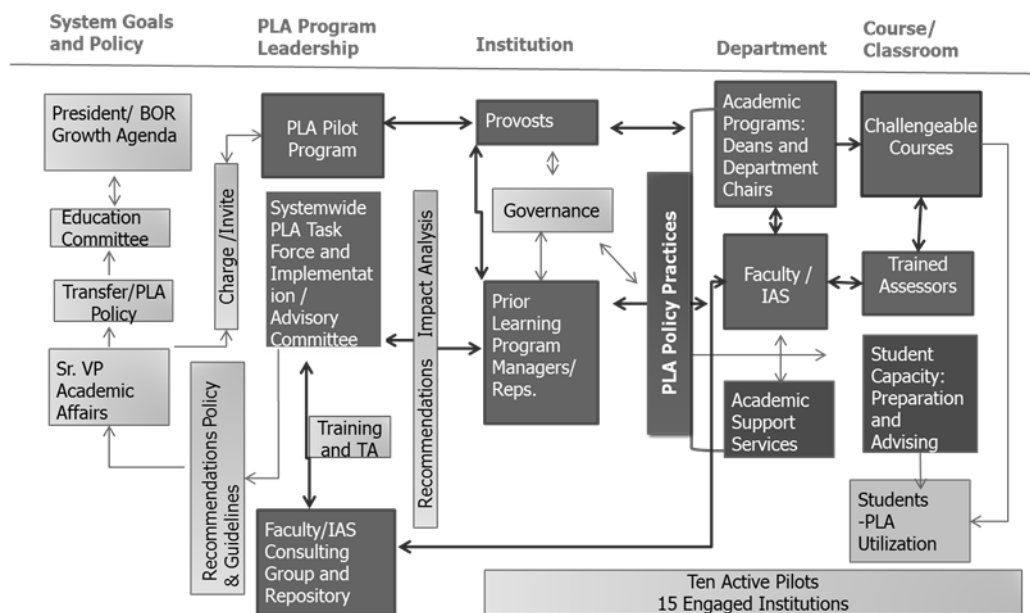 System Goals
and Policy
PLA Program
Leadership
Institution
Department
Course/
Classroom
President/ BOR
Growth Agenda
Education
Committee
Transfer/PLA
Policy
Sr. VP
Academic
Affairs
Charge /Invite
Recommendations Policy
& Guidelines
PLA Pilot
Program
Systemwide
PLA Task
Force and
Implementat
ion /
Advisory
Committee
Training
and TA
Faculty/IAS
Consulting
Group and
Repository
Recommendations   Impact Analysis
Provosts
Governance
Prior
Learning
Program
Managers/
Reps.
PLA Policy Practices
Academic
Programs:
Deans and
Department
Chairs
Faculty /
IAS
Academic
Support
Services
Challengeable
Courses
Trained
Assessors
Student
Capacity:
Preparation
and
Advising
Students
-PLA
Utilization
Ten Active Pilots
15 Engaged Institutions